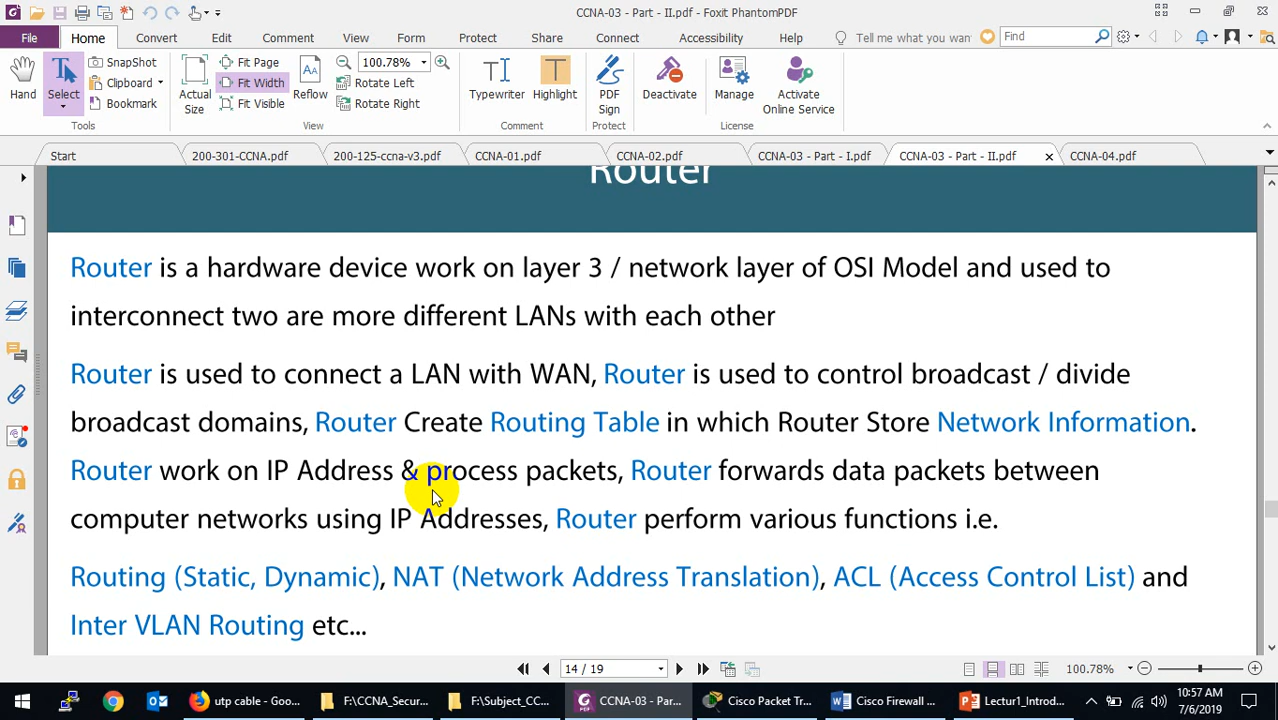 CCNA-03 - Part - II.pdf - Foxit PhantomPDF
File Home Convert Edit Comment View Form Protect Share Connect Accessibility Help Tell me what you want to do... Find
Hand
Select
SnapShot
Clipboard
Bookmark
Tools
Actual
Size
Fit Page
Fit Width
Fit Visible
Reflow
100.78%
Rotate Left
Rotate Right
View
Typewriter
Highlight
Comment
PDF
Sign
Protect
Deactivate
Manage
License
Activate
Online Service
Start 200-301-CCNA.pdf 200-125-ccna-v3.pdf CCNA-01.pdf CCNA-02.pdf CCNA-03 - Part - I.pdf CCNA-03 - Part - II.pdf CCNA-04.pdf
Router
Router is a hardware device work on layer 3 / network layer of OSI Model and used to
interconnect two are more different LANs with each other
Router is used to connect a LAN with WAN, Router is used to control broadcast / divide
broadcast domains, Router Create Routing Table in which Router Store Network Information.
Router work on IP Address & process packets, Router forwards data packets between
computer networks using IP Addresses, Router perform various functions i.e.
Routing (Static, Dynamic), NAT (Network Address Translation), ACL (Access Control List) and
Inter VLAN Routing etc...
14 / 19
100.78%
utp cable - Goo... F:\CCNA_Secur... F:\Subject_CC... CCNA-03 - Par... Cisco Packet Tra... Cisco Firewall ... Lectur1_Introd...
10:57 AM
7/6/2019